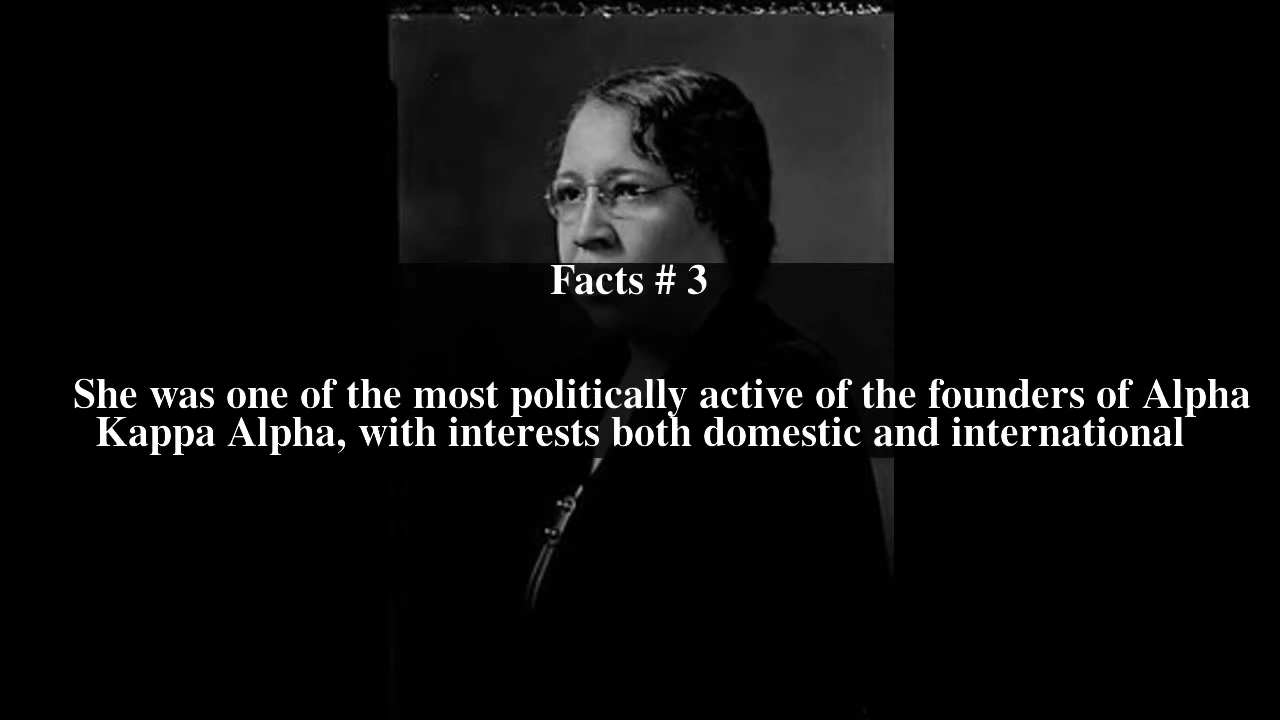 Facts # 3
She was one of the most politically active of the founders of Alpha
Kappa Alpha, with interests both domestic and international